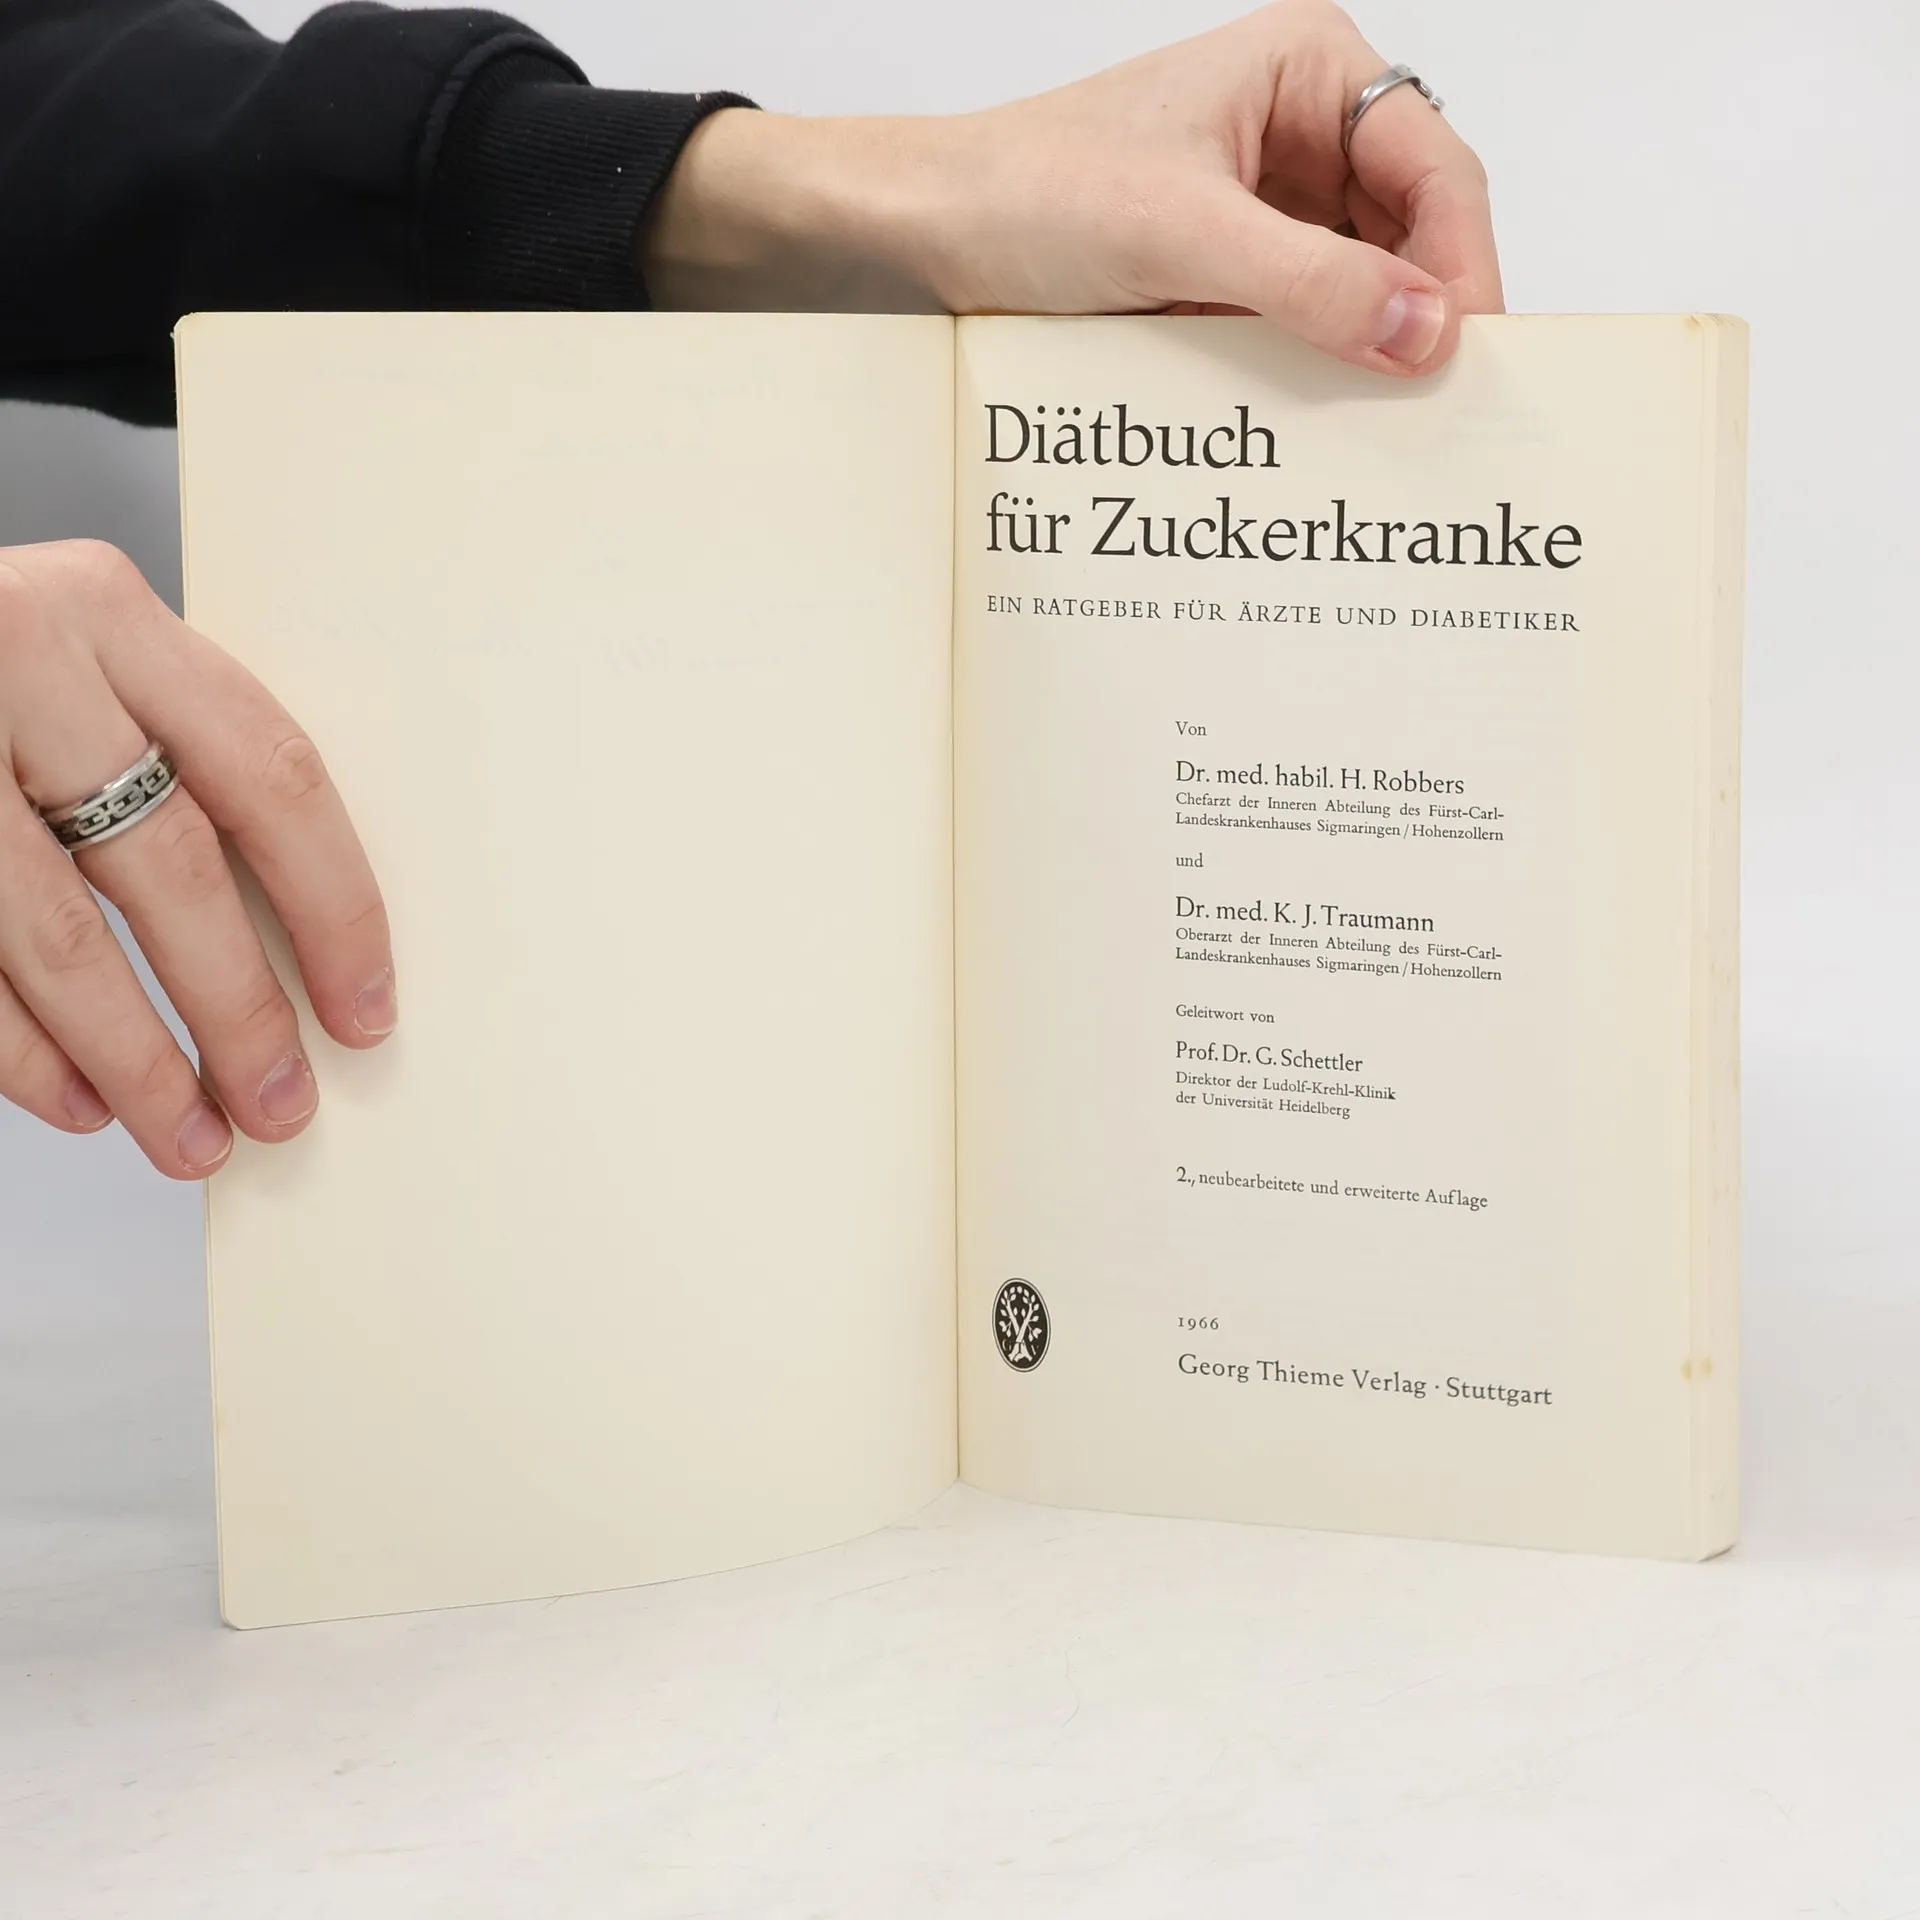 Diätbuch
für Zuckerkranke
EIN RATGEBER FÜR ÄRZTE UND DIABETIKER
Von
Dr. med. habil. H. Robbers
Chefarzt der Inneren Abteilung des Fürst-Carl-
Landeskrankenhauses Sigmaringen/Hohenzollern
und
Dr. med. K. J. Traumann
Oberarzt der Inneren Abteilung des Fürst-Carl-
Landeskrankenhauses Sigmaringen/Hohenzollern
Geleitwort von
Prof. Dr. G. Schettler
Direktor der Ludolf-Krehl-Klinik
der Universität Heidelberg
2., neubearbeitete und erweiterte Auflage
1966
Georg Thieme Verlag · Stuttgart